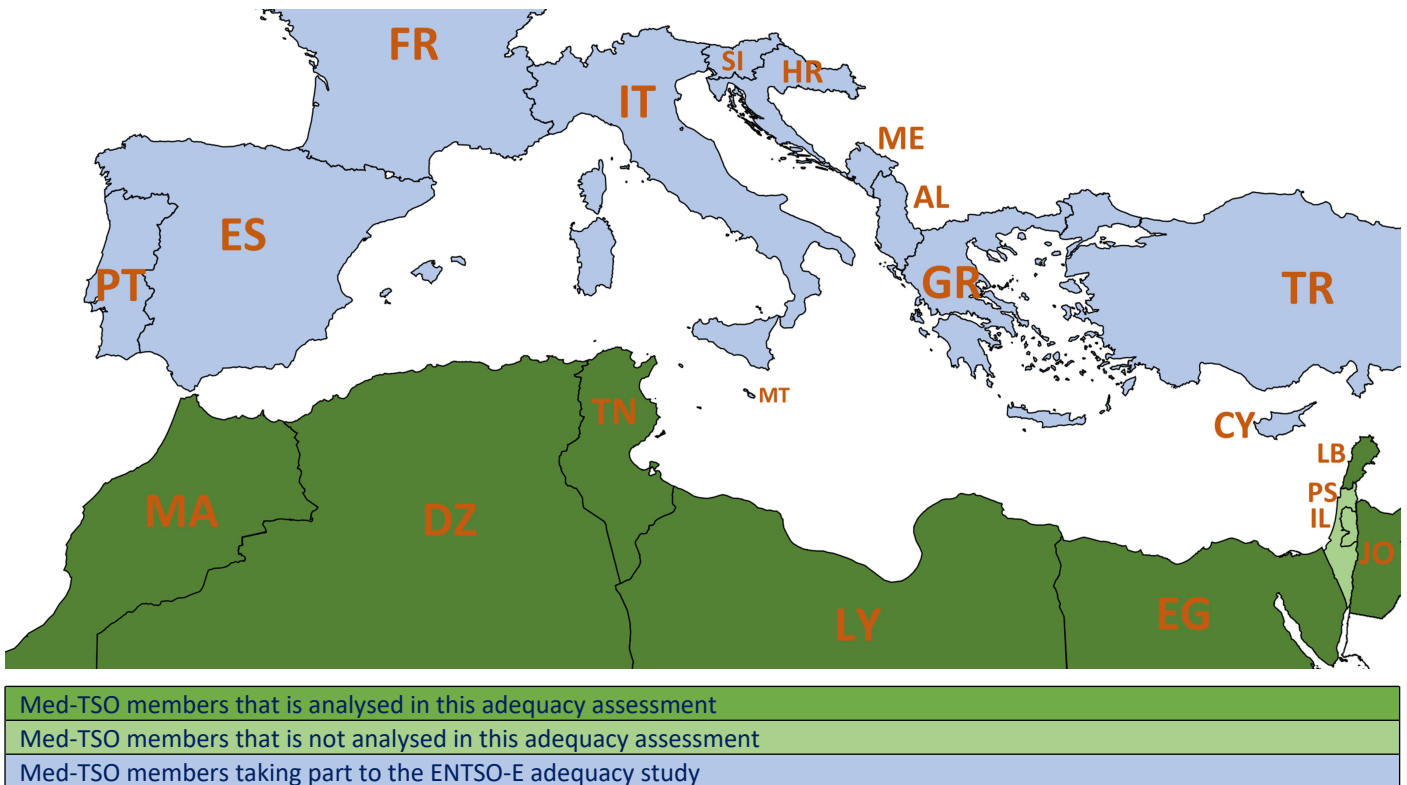 FR
SI
HR
IT
ME
AL
ES
PT
GR
TR
MT
TN
CY
LB
PS
IL
MA
DZ
JO
LY
EG
Med-TSO members that is analysed in this adequacy assessment
Med-TSO members that is not analysed in this adequacy assessment
Med-TSO members taking part to the ENTSO-E adequacy study